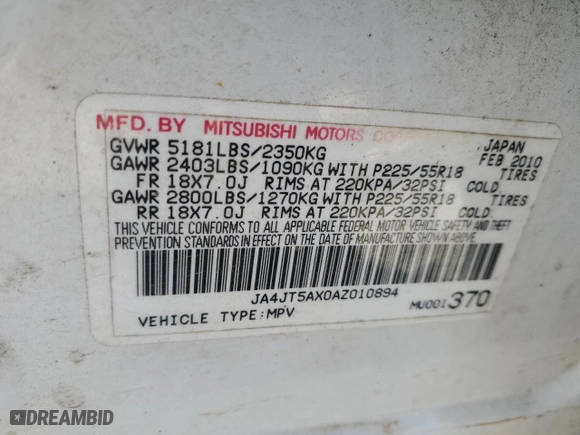 MFD. BY MITSUBISHI MOTORS CORP
GVWR 5181LBS/2350KG JAPAN FEB 2010
GAWR 2403LBS/1090KG WITH P225/55R18 TIRES
FR 18X7.0J RIMS AT 220KPA/32PSI COLD.
GAWR 2800LBS/1270KG WITH P225/55R18 TIRES
RR 18X7.0J RIMS AT 220KPA/32PSI COLD.
THIS VEHICLE CONFORMS TO ALL APPLICABLE FEDERAL MOTOR VEHICLE SAFETY AND THEFT
PREVENTION STANDARDS IN EFFECT ON THE DATE OF MANUFACTURE SHOWN ABOVE.
JA4JT5AX0AZ010894
VEHICLE TYPE:MPV MU001370
DREAMBID